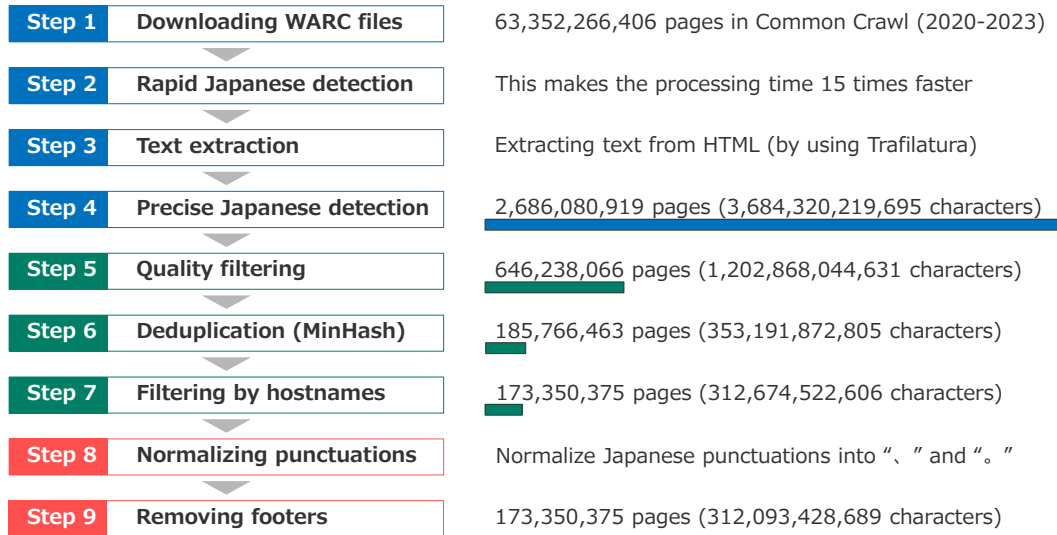 Step 1 Downloading WARC files 63,352,266,406 pages in Common Crawl (2020-2023)
Step 2 Rapid Japanese detection This makes the processing time 15 times faster
Step 3 Text extraction Extracting text from HTML (by using Trafilatura)
Step 4 Precise Japanese detection 2,686,080,919 pages (3,684,320,219,695 characters)
Step 5 Quality filtering 646,238,066 pages (1,202,868,044,631 characters)
Step 6 Deduplication (MinHash) 185,766,463 pages (353,191,872,805 characters)
Step 7 Filtering by hostnames 173,350,375 pages (312,674,522,606 characters)
Step 8 Normalizing punctuations Normalize Japanese punctuations into “、” and “。”
Step 9 Removing footers 173,350,375 pages (312,093,428,689 characters)